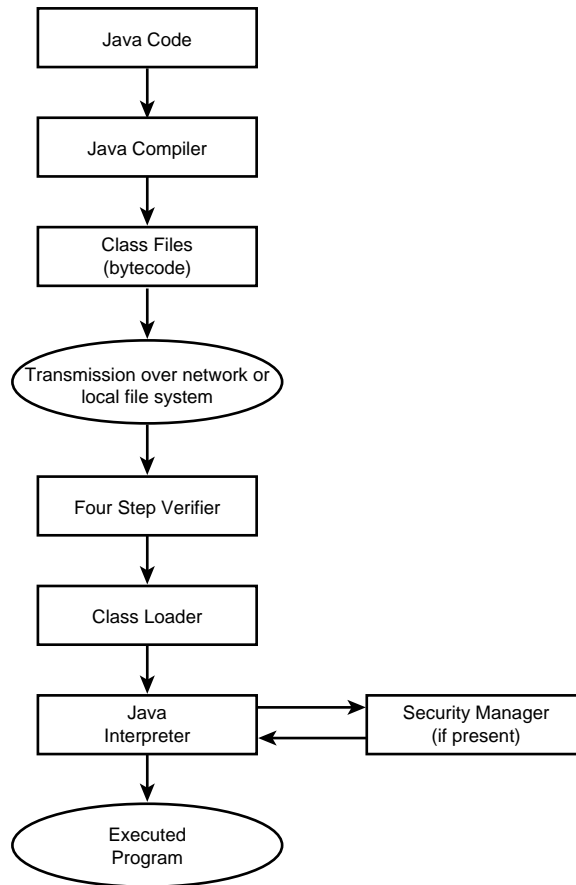 Java Code
Java Compiler
Class Files
(bytecode)
Transmission over network or
local file system
Four Step Verifier
Class Loader
Java
Interpreter
Security Manager
(if present)
Executed
Program